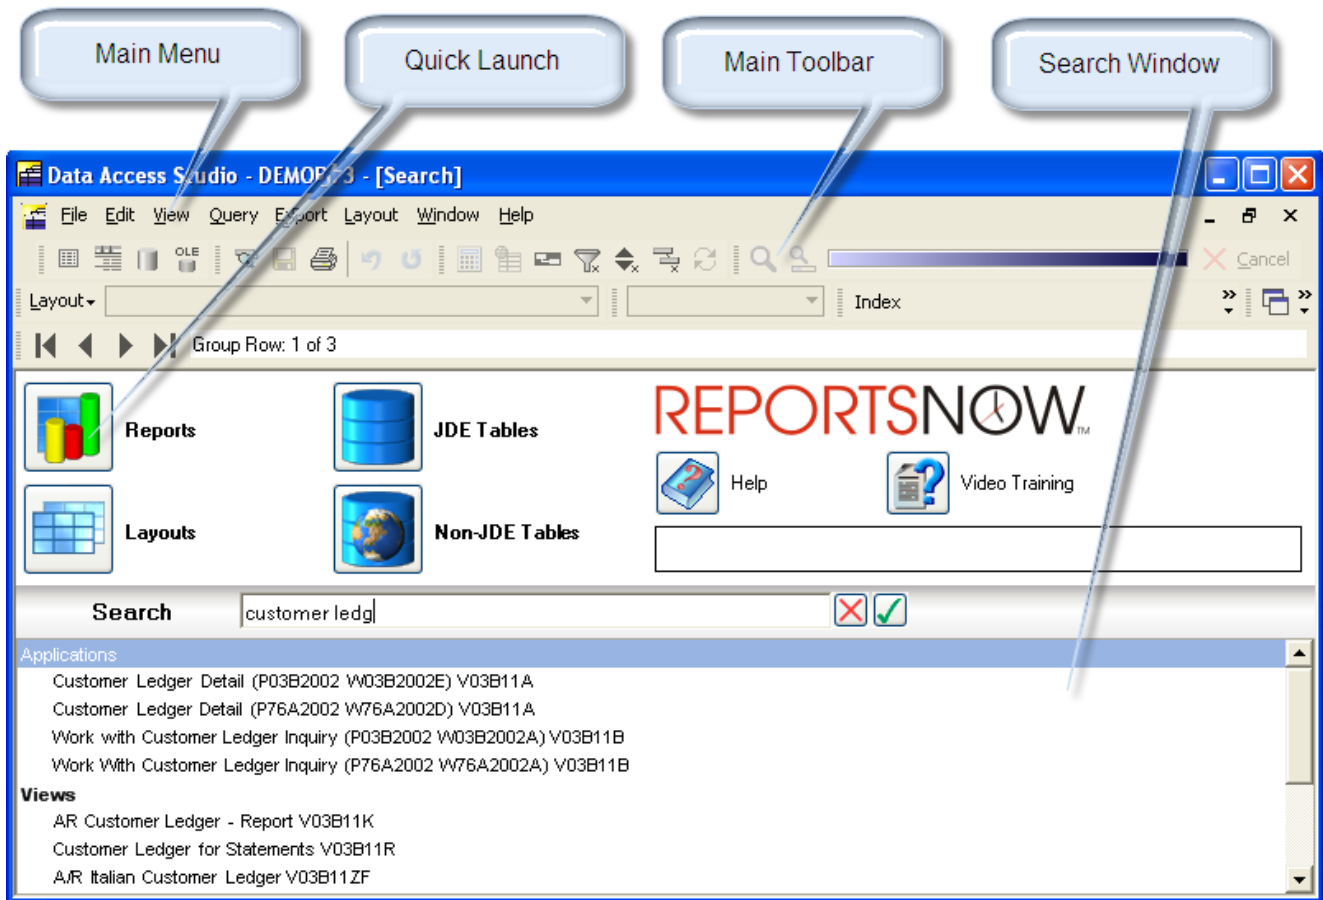 Main Menu
Quick Launch
Main Toolbar
Search Window
Data Access Studio - [Search]
File Edit View Query Export Layout Window Help
OLE
Cancel
Layout
Index
Group Row: 1 of 3
Reports
JDE Tables
REPORTSNOW TM
Help
Video Training
Layouts
Non-JDE Tables
Search
customer ledg
Applications
Customer Ledger Detail (P03B2002 W03B2002E) V03B11A
Customer Ledger Detail (P76A2002 W76A2002D) V03B11A
Work with Customer Ledger Inquiry (P03B2002 W03B2002A) V03B11B
Work With Customer Ledger Inquiry (P76A2002 W76A2002A) V03B11B
Views
AR Customer Ledger - Report V03B11K
Customer Ledger for Statements V03B11R
A/R Italian Customer Ledger V03B11ZF